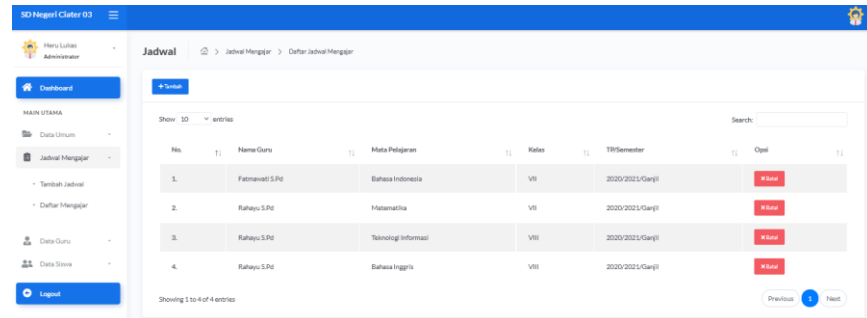 SD Negeri Ciater 03
Heru Lukas
Administrator
Jadwal
Jadwal Mengajar > Daftar Jadwal Mengajar
Dashboard
+ Tambah
MAIN UTAMA
Show 10 entries
Search:
Data Umum
Jadwal Mengajar
Tambah Jadwal
Daftar Mengajar
Data Guru
Data Siswa
Logout
No. Nama Guru Mata Pelajaran Kelas TP/Semester Opsi
1. Fatmawati S.Pd Bahasa Indonesia VII 2020/2021/Ganjil Batal
2. Rahayu S.Pd Matematika VII 2020/2021/Ganjil Batal
3. Rahayu S.Pd Teknologi Informasi VIII 2020/2021/Ganjil Batal
4. Rahayu S.Pd Bahasa Inggris VIII 2020/2021/Ganjil Batal
Showing 1 to 4 of 4 entries
Previous 1 Next